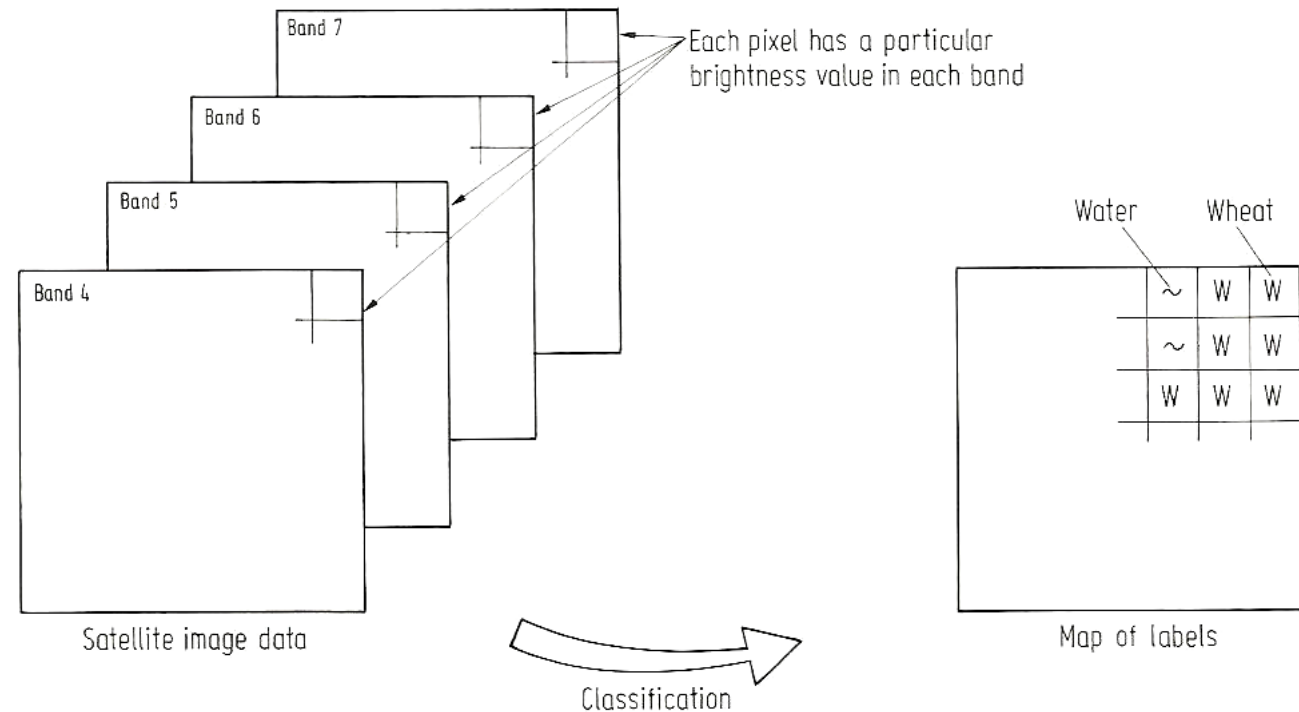 Band 7
Each pixel has a particular
brightness value in each band
Band 6
Band 5
Band 4
Water
Wheat
~ W W
~ W W
W W W
Satellite image data
Map of labels
Classification